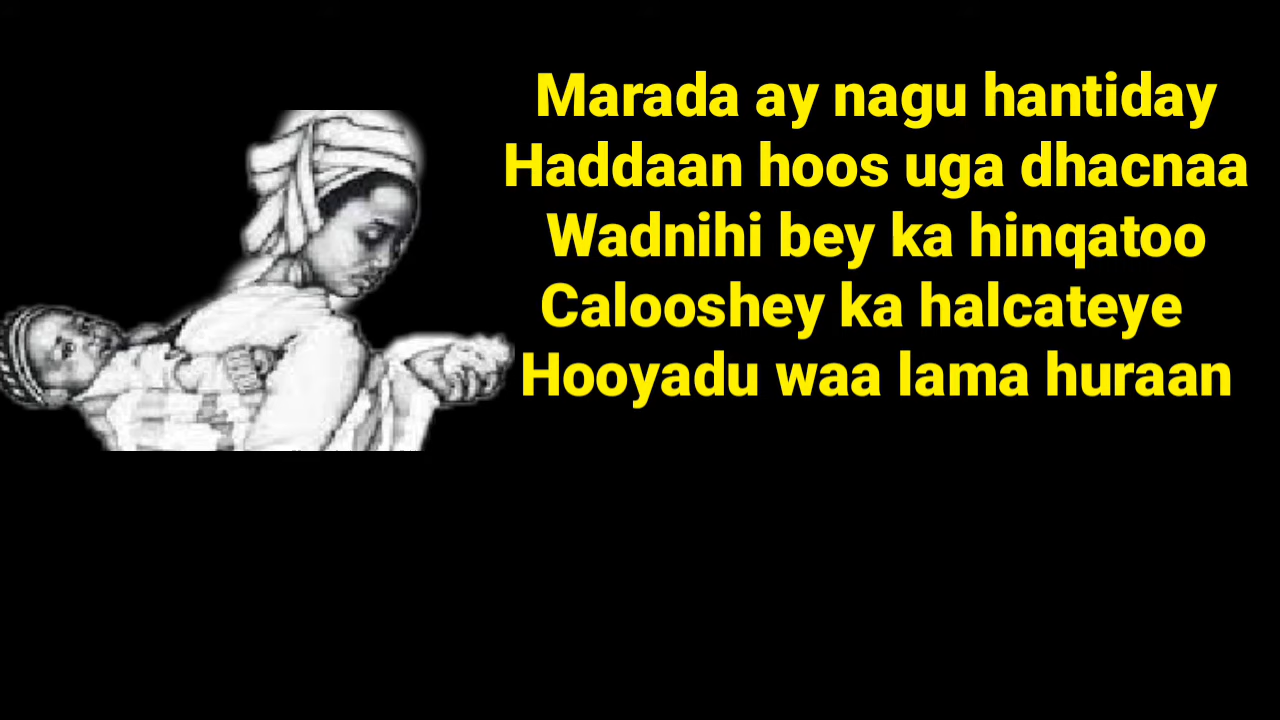 Marada ay nagu hantiday
Haddaan hoos uga dhacnaa
Wadnihi bey ka hinqatoo
Calooshey ka halcateye
Hooyadu waa lama huraan